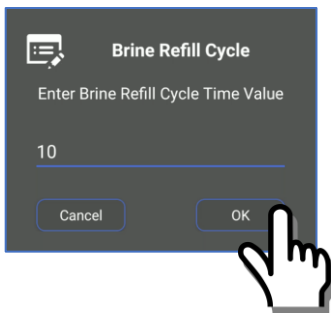 Brine Refill Cycle
Enter Brine Refill Cycle Time Value
10
Cancel
OK